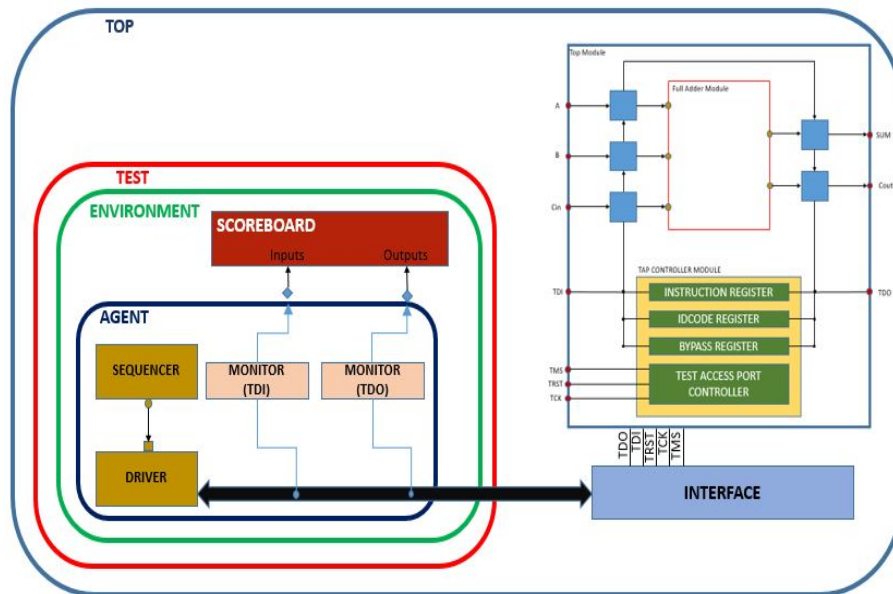 TOP
Top Module
Full Adder Module
A
B
Cin
SUM
Cout
TEST
ENVIRONMENT
SCOREBOARD
Inputs
Outputs
TAP CONTROLLER MODULE
TDI
INSTRUCTION REGISTER
TDO
IDCODE REGISTER
BYPASS REGISTER
TMS
TRST
TCK
TEST ACCESS PORT
CONTROLLER
AGENT
SEQUENCER
MONITOR
(TDI)
MONITOR
(TDO)
DRIVER
TDO
TDI
TRST
TCK
TMS
INTERFACE